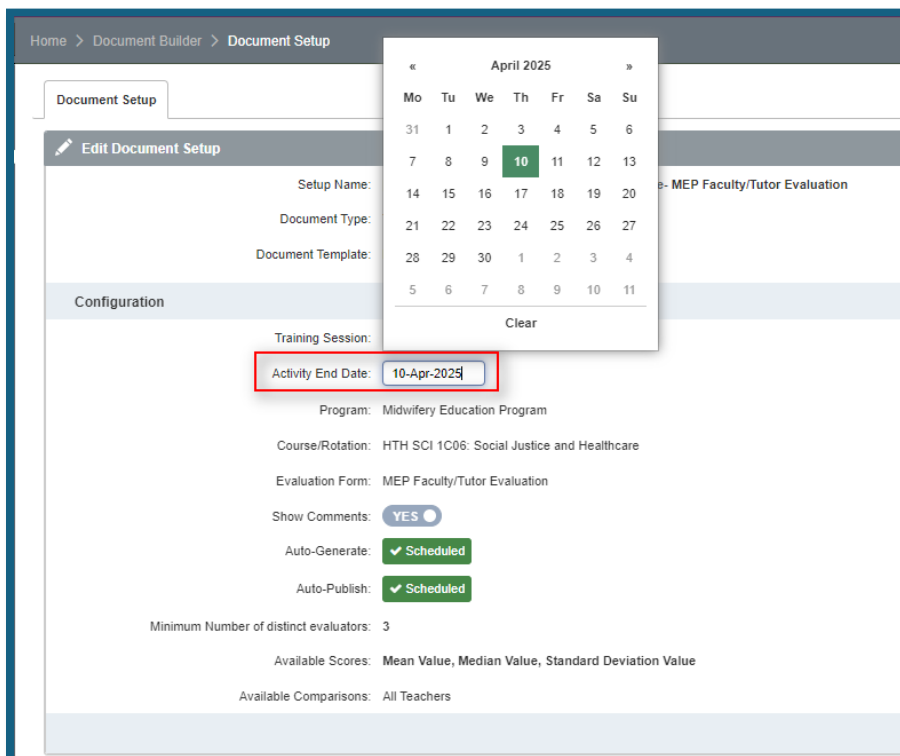 Home > Document Builder > Document Setup
« April 2025 »
Mo Tu We Th Fr Sa Su
31 1 2 3 4 5 6
7 8 9 10 11 12 13
14 15 16 17 18 19 20
21 22 23 24 25 26 27
28 29 30 1 2 3 4
5 6 7 8 9 10 11
Clear
Document Setup
Edit Document Setup
Setup Name: e- MEP Faculty/Tutor Evaluation
Document Type:
Document Template:
Configuration
Training Session:
Activity End Date: 10-Apr-2025
Program: Midwifery Education Program
Course/Rotation: HTH SCI 1C06: Social Justice and Healthcare
Evaluation Form: MEP Faculty/Tutor Evaluation
Show Comments: YES
Auto-Generate: ✔ Scheduled
Auto-Publish: ✔ Scheduled
Minimum Number of distinct evaluators: 3
Available Scores: Mean Value, Median Value, Standard Deviation Value
Available Comparisons: All Teachers